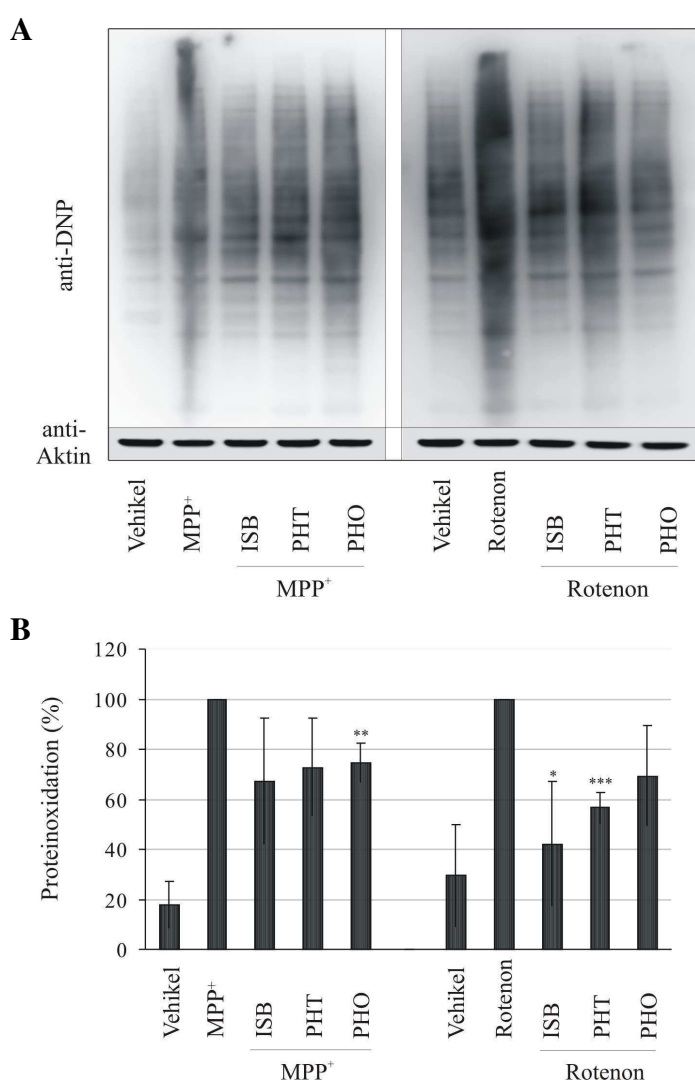 A
anti-DNP
anti-
Aktin
Vehikel
MPP⁺
ISB
PHT
PHO
MPP⁺
Vehikel
Rotenon
ISB
PHT
PHO
Rotenon
B
Proteinoxidation (%)
120
100
80
60
40
20
0
**
*
***
Vehikel
MPP⁺
ISB
PHT
PHO
MPP⁺
Vehikel
Rotenon
ISB
PHT
PHO
Rotenon